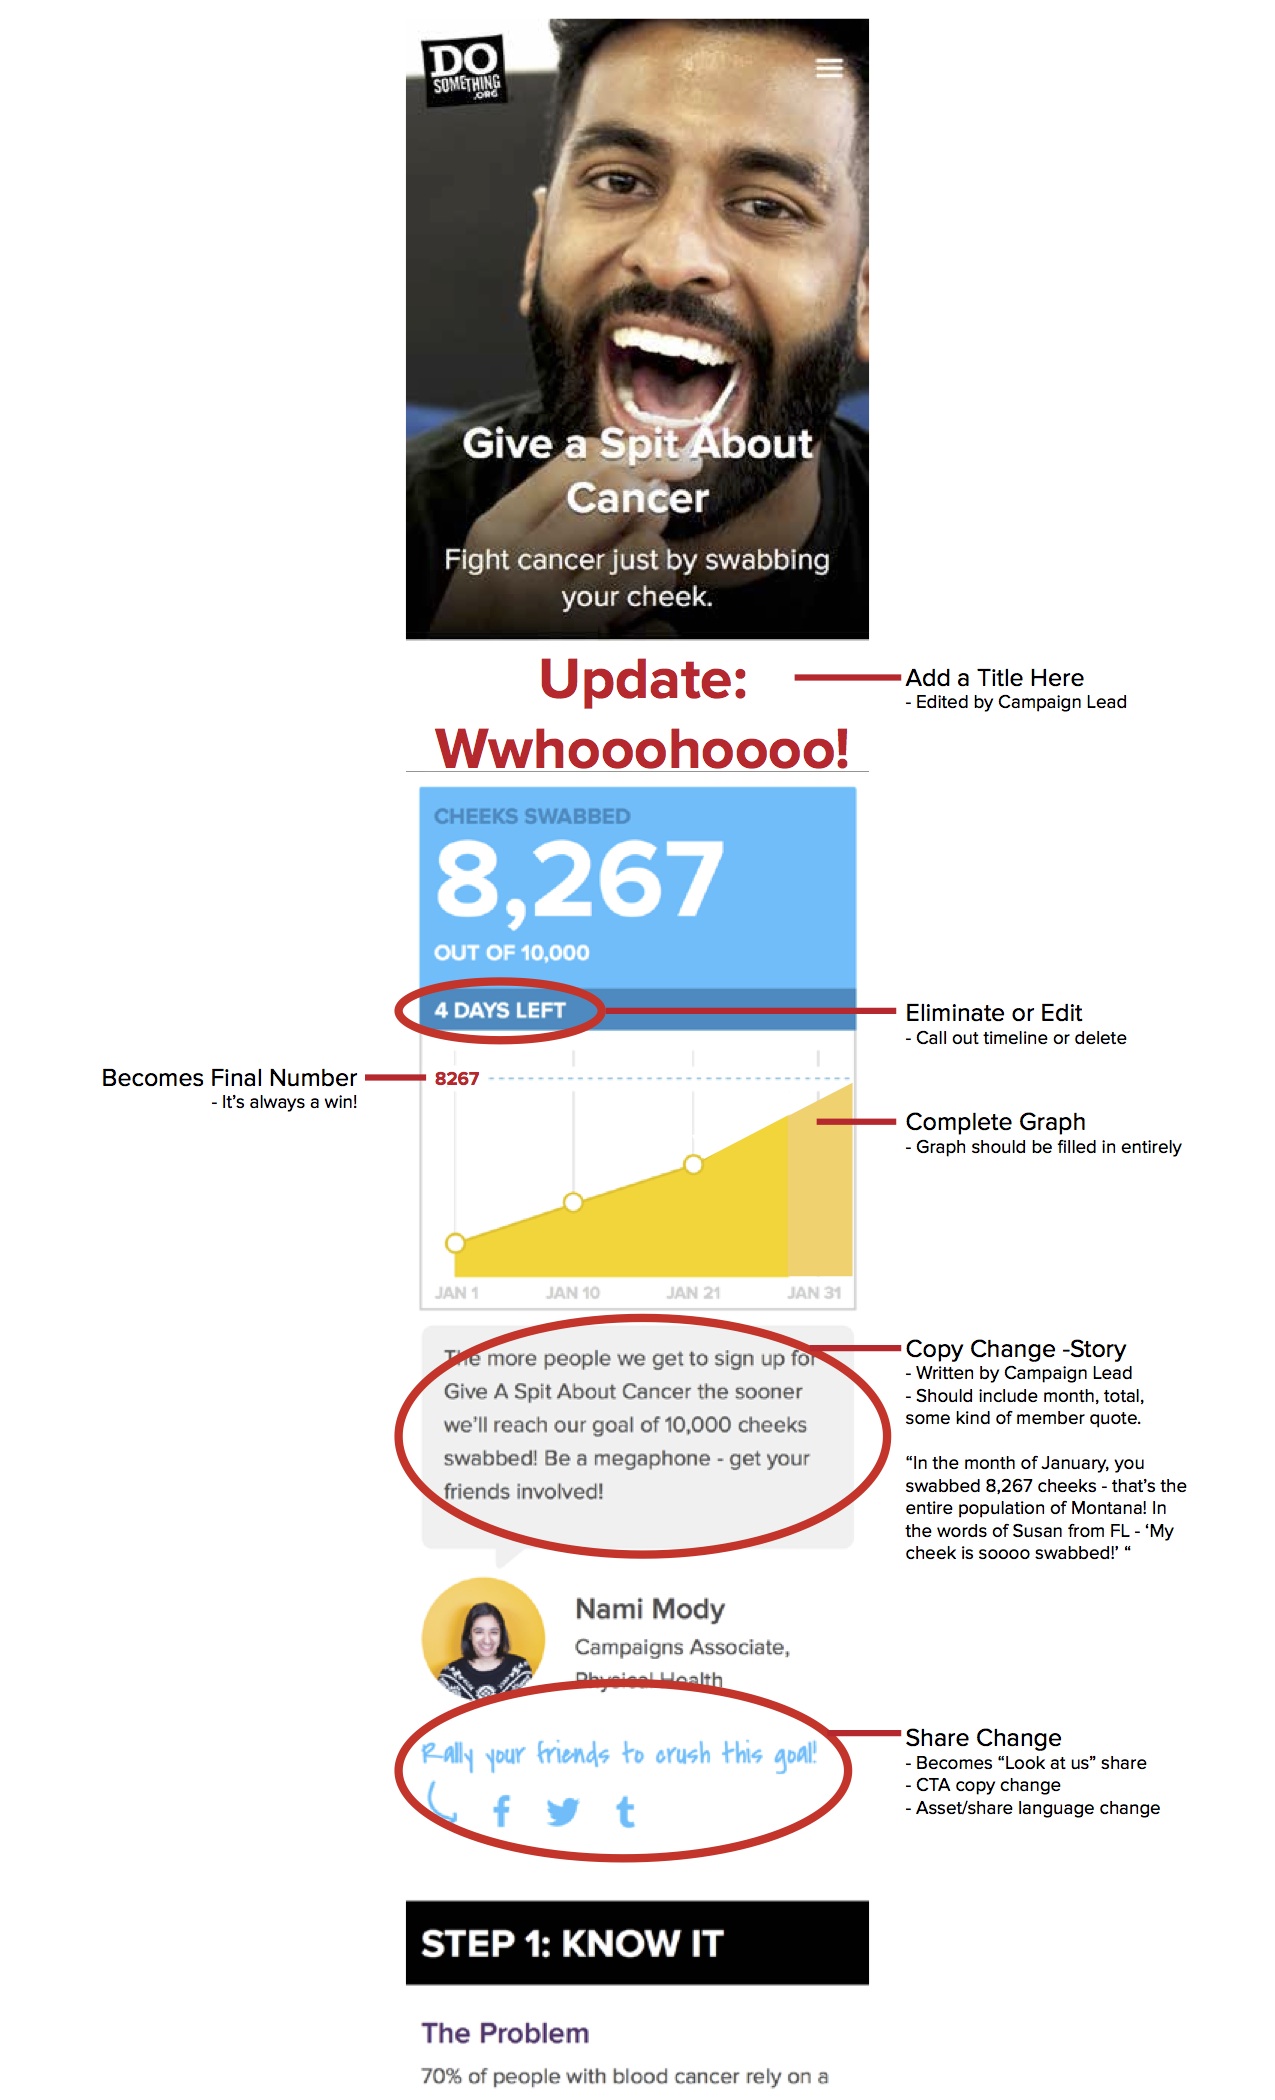 DO
SOMETHING
.ORG
Give a Spit About
Cancer
Fight cancer just by swabbing
your cheek.
Update:
Wwhooohoooo!
Add a Title Here
- Edited by Campaign Lead
CHEEKS SWABBED
8,267
OUT OF 10,000
4 DAYS LEFT
Eliminate or Edit
- Call out timeline or delete
Becomes Final Number
- It's always a win!
8267
Complete Graph
- Graph should be filled in entirely
JAN 1 JAN 10 JAN 21 JAN 31
The more people we get to sign up for
Give A Spit About Cancer the sooner
we'll reach our goal of 10,000 cheeks
swabbed! Be a megaphone - get your
friends involved!
Copy Change -Story
- Written by Campaign Lead
- Should include month, total,
some kind of member quote.
“In the month of January, you
swabbed 8,267 cheeks - that's the
entire population of Montana! In
the words of Susan from FL - ‘My
cheek is soooo swabbed!’ “
Nami Mody
Campaigns Associate,
Physical Health
Rally your friends to crush this goal!
Share Change
- Becomes “Look at us” share
- CTA copy change
- Asset/share language change
STEP 1: KNOW IT
The Problem
70% of people with blood cancer rely on a